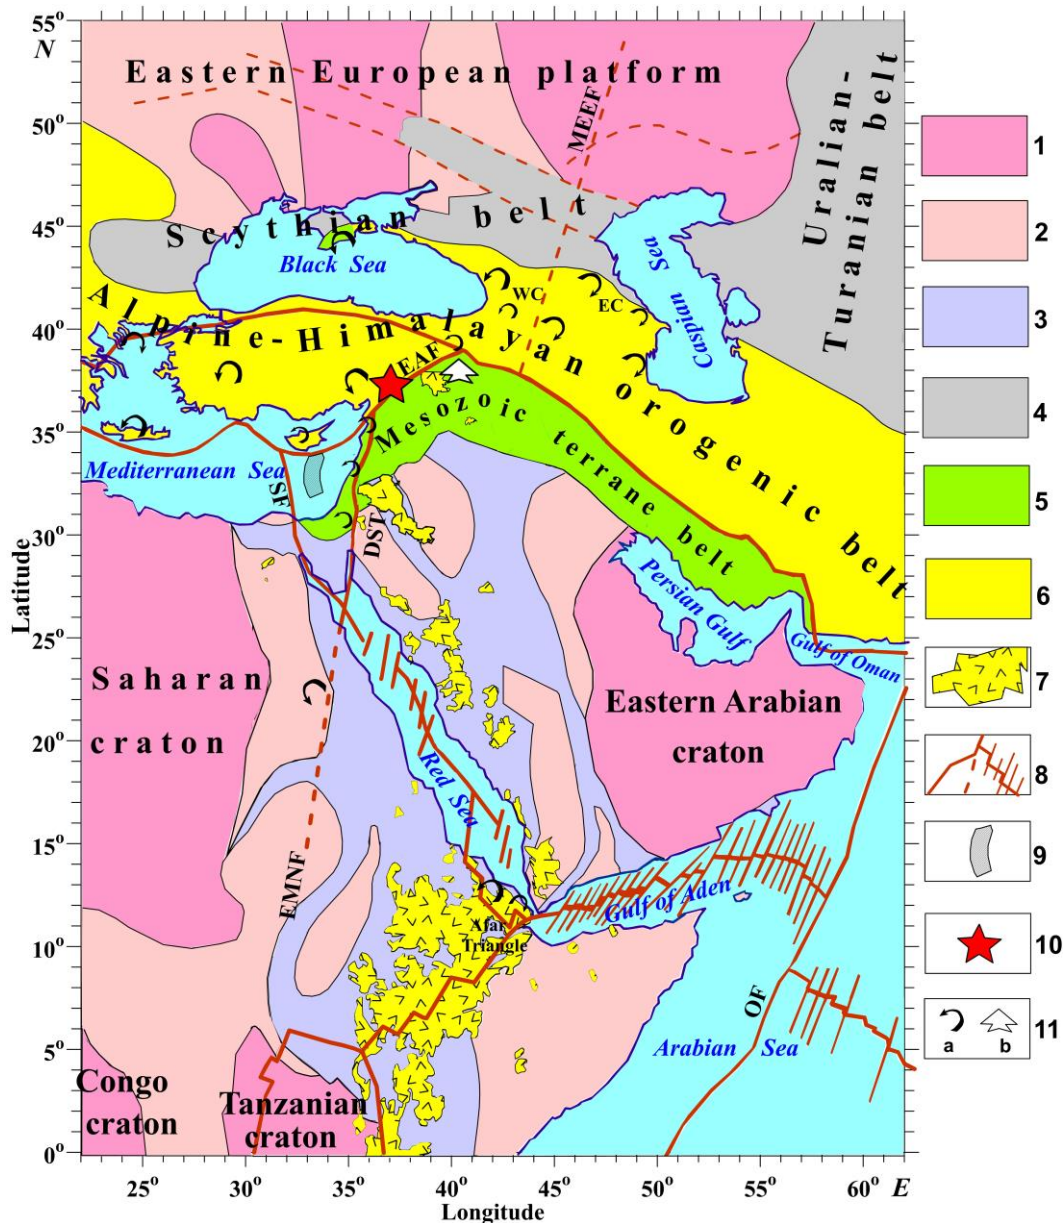 55°
N
50°
45°
40°
35°
30°
25°
20°
15°
10°
5°
0°
Latitude
25°
30°
35°
40°
45°
50°
55°
60°
E
Longitude
Eastern European platform
MEEF
Uralian-
Turanian belt
Scythian belt
Black Sea
Caspian
Sea
WC
EC
Alpine-Himalayan orogenic belt
EAF
Mesozoic terrane belt
Mediterranean Sea
SF
DST
Persian Gulf
Gulf of Oman
Saharan
craton
Eastern Arabian
craton
Red Sea
EMNF
Gulf of Aden
Afar
Triangle
OF
Arabian Sea
Congo
craton
Tanzanian
craton
1
2
3
4
5
6
7
8
9
10
11
a
b